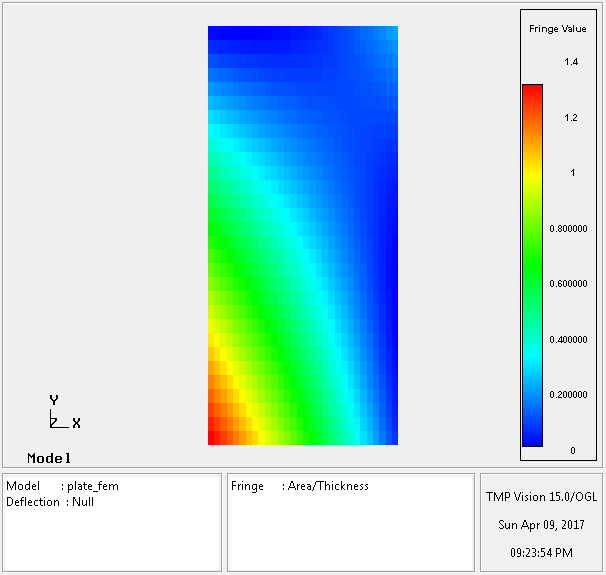 Fringe Value
1.4
1.2
1
0.800000
0.600000
0.400000
0.200000
0
Y
Z X
Model
Model : plate_fem
Deflection : Null
Fringe : Area/Thickness
TMP Vision 15.0/OGL
Sun Apr 09, 2017
09:23:54 PM